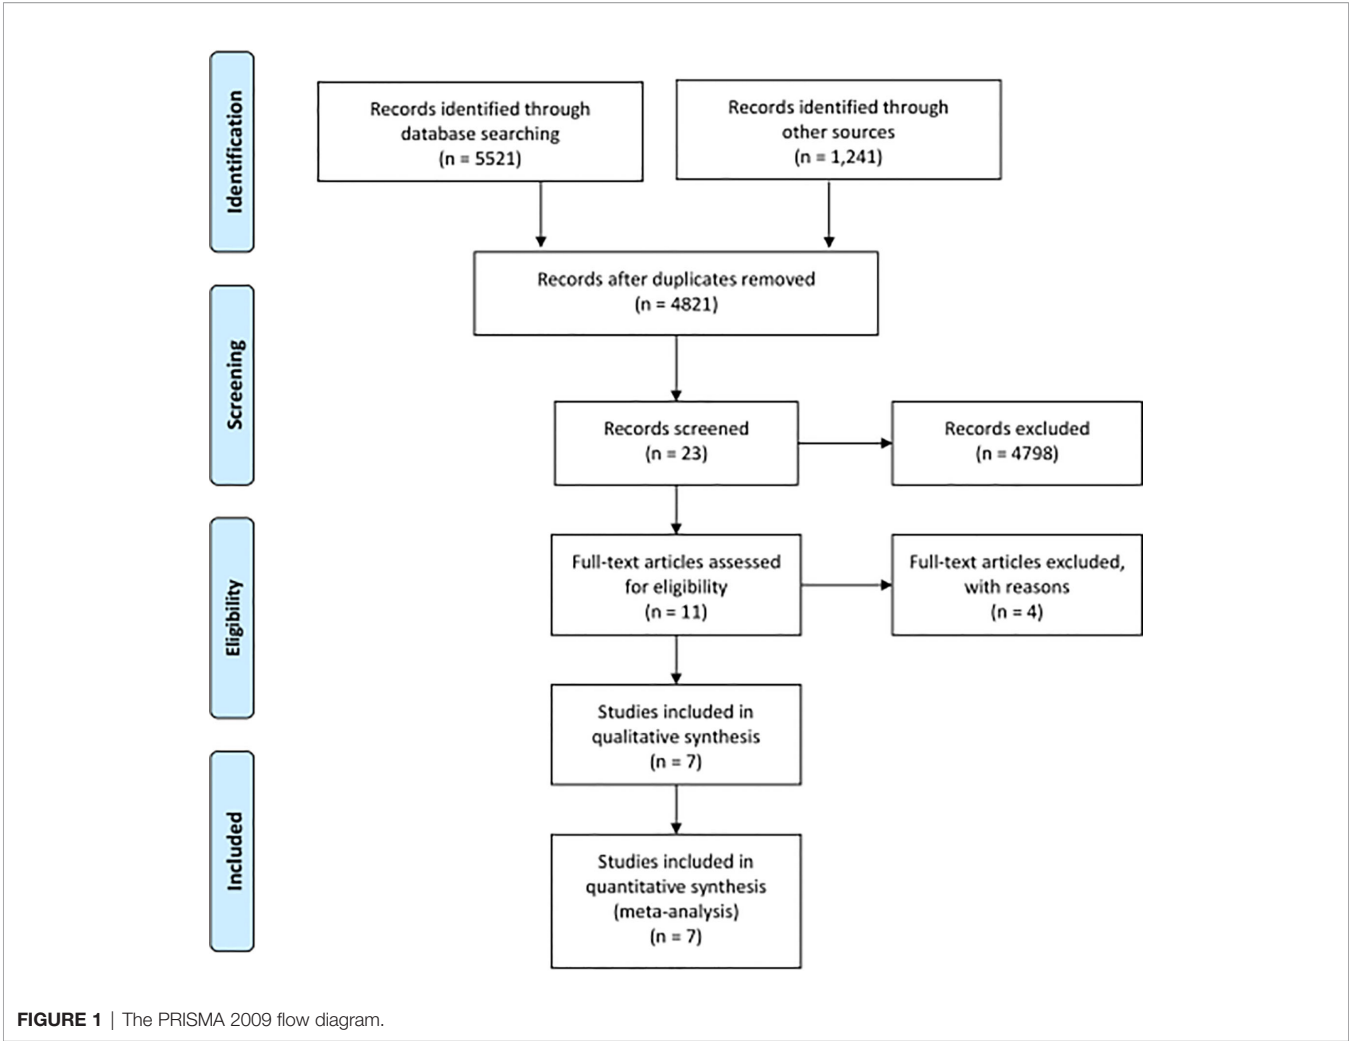 Identification
Records identified through
database searching
(n = 5521)
Records identified through
other sources
(n = 1,241)
Records after duplicates removed
(n = 4821)
Screening
Records screened
(n = 23)
Records excluded
(n = 4798)
Eligibility
Full-text articles assessed
for eligibility
(n = 11)
Full-text articles excluded,
with reasons
(n = 4)
Studies included in
qualitative synthesis
(n = 7)
Included
Studies included in
quantitative synthesis
(meta-analysis)
(n = 7)
FIGURE 1 | The PRISMA 2009 flow diagram.